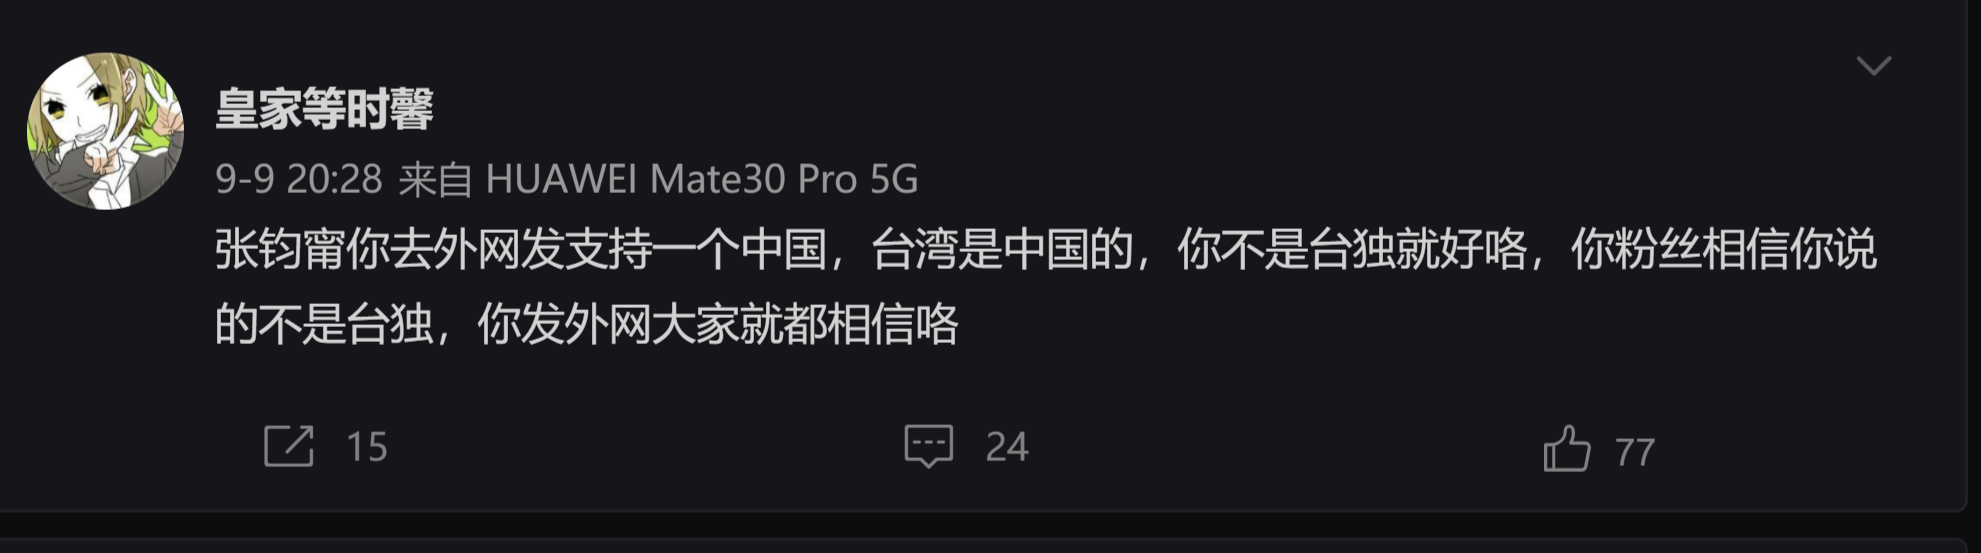 皇家等时馨
9-9 20:28 来自 HUAWEI Mate30 Pro 5G
张钧甯你去外网发支持一个中国，台湾是中国的，你不是台独就好咯，你粉丝相信你说
的不是台独，你发外网大家就都相信咯
15 24 77